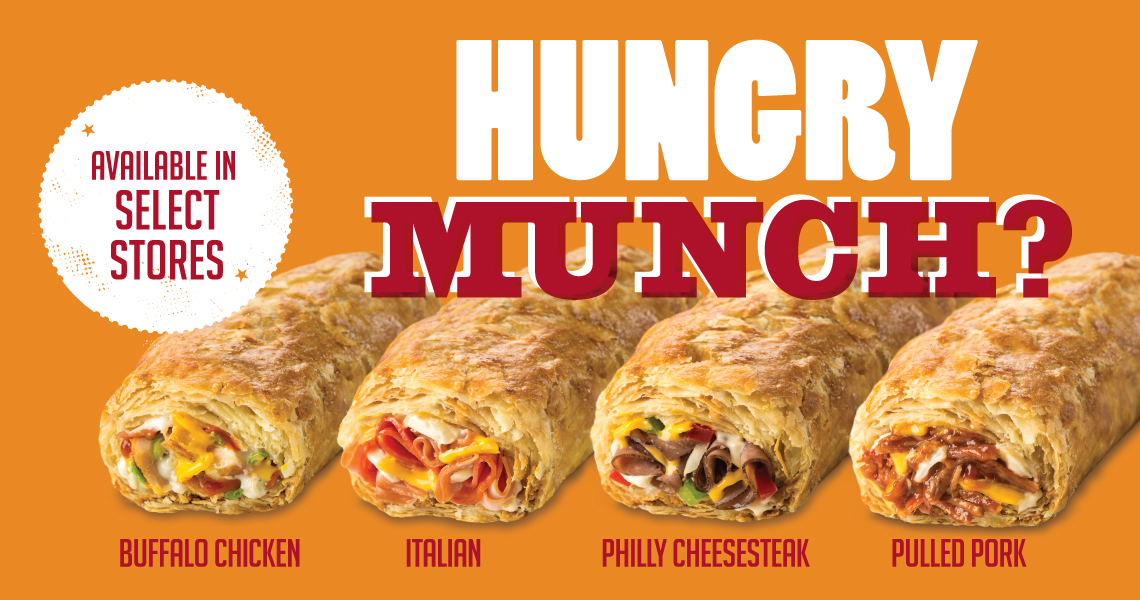 HUNGRY
MUNCH?
AVAILABLE IN
SELECT
STORES
BUFFALO CHICKEN
ITALIAN
PHILLY CHEESESTEAK
PULLED PORK